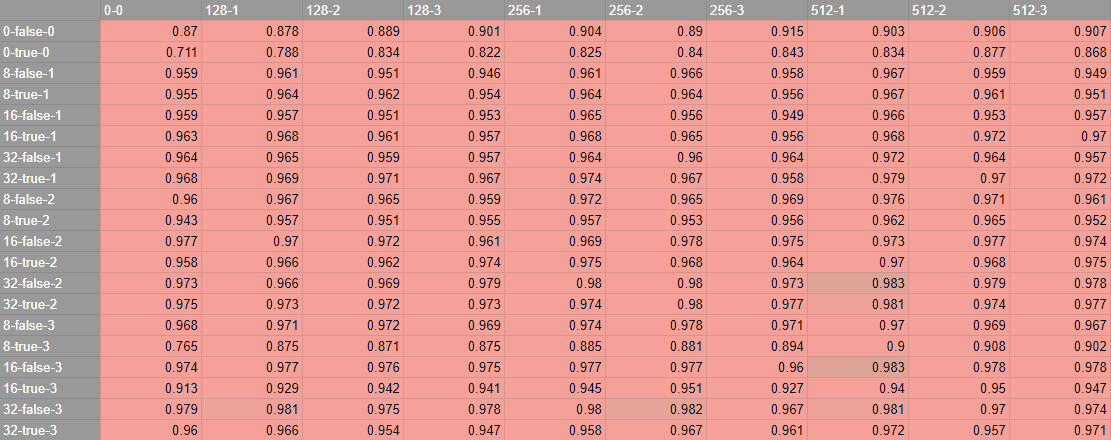 0-0 128-1 128-2 128-3 256-1 256-2 256-3 512-1 512-2 512-3
0-false-0 0.87 0.878 0.889 0.901 0.904 0.89 0.915 0.903 0.906 0.907
0-true-0 0.711 0.788 0.834 0.822 0.825 0.84 0.843 0.834 0.877 0.868
8-false-1 0.959 0.961 0.951 0.946 0.961 0.966 0.958 0.967 0.959 0.949
8-true-1 0.955 0.964 0.962 0.954 0.964 0.964 0.956 0.967 0.961 0.951
16-false-1 0.959 0.957 0.951 0.953 0.965 0.956 0.949 0.966 0.953 0.957
16-true-1 0.963 0.968 0.961 0.957 0.968 0.965 0.956 0.968 0.972 0.97
32-false-1 0.964 0.965 0.959 0.957 0.964 0.96 0.964 0.972 0.964 0.957
32-true-1 0.968 0.969 0.971 0.967 0.974 0.967 0.958 0.979 0.97 0.972
8-false-2 0.96 0.967 0.965 0.959 0.972 0.965 0.969 0.976 0.971 0.961
8-true-2 0.943 0.957 0.951 0.955 0.957 0.953 0.956 0.962 0.965 0.952
16-false-2 0.977 0.97 0.972 0.961 0.969 0.978 0.975 0.973 0.977 0.974
16-true-2 0.958 0.966 0.962 0.974 0.975 0.968 0.964 0.97 0.968 0.975
32-false-2 0.973 0.966 0.969 0.979 0.98 0.98 0.973 0.983 0.979 0.978
32-true-2 0.975 0.973 0.972 0.973 0.974 0.98 0.977 0.981 0.974 0.977
8-false-3 0.968 0.971 0.972 0.969 0.974 0.978 0.971 0.97 0.969 0.967
8-true-3 0.765 0.875 0.871 0.875 0.885 0.881 0.894 0.9 0.908 0.902
16-false-3 0.974 0.977 0.976 0.975 0.977 0.977 0.96 0.983 0.978 0.978
16-true-3 0.913 0.929 0.942 0.941 0.945 0.951 0.927 0.94 0.95 0.947
32-false-3 0.979 0.981 0.975 0.978 0.98 0.982 0.967 0.981 0.97 0.974
32-true-3 0.96 0.966 0.954 0.947 0.958 0.967 0.961 0.972 0.957 0.971